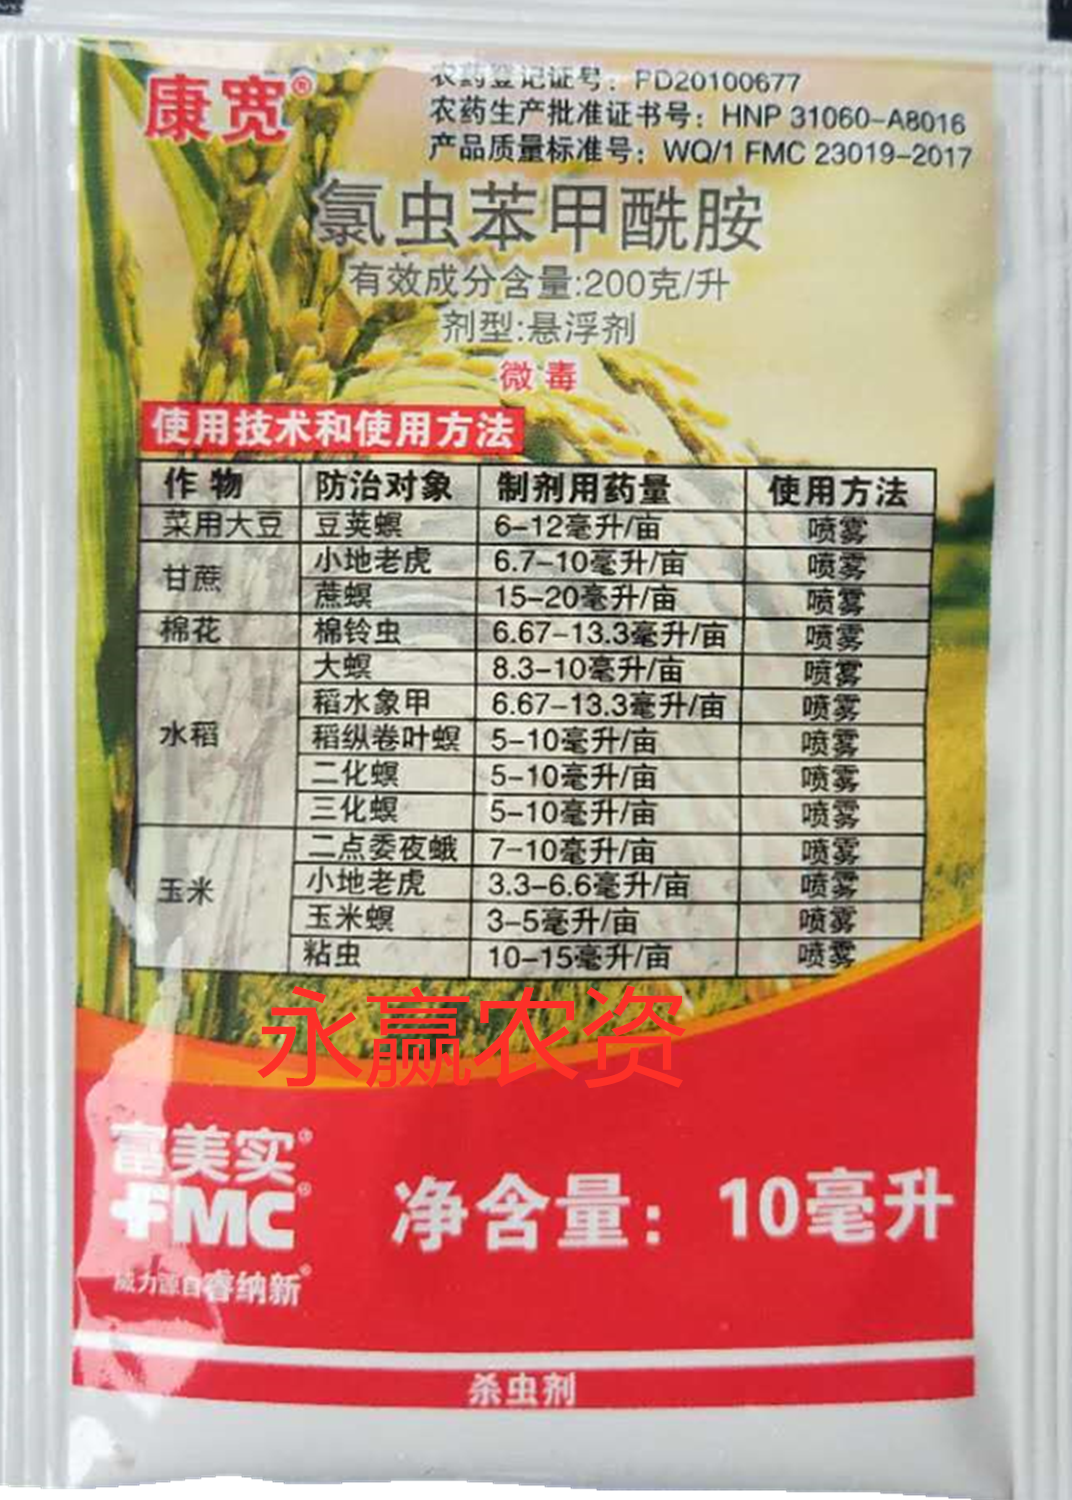 康宽®
农药登记证号：PD20100677
农药生产批准证书号：HNP 31060-A8016
产品质量标准号：WQ/1 FMC 23019-2017
氯虫苯甲酰胺
有效成分含量:200克/升
剂型:悬浮剂
微毒
使用技术和使用方法
作物 防治对象 制剂用药量 使用方法
菜用大豆 豆荚螟 6-12毫升/亩 喷雾
甘蔗 小地老虎 6.7-10毫升/亩 喷雾
蔗螟 15-20毫升/亩 喷雾
棉花 棉铃虫 6.67-13.3毫升/亩 喷雾
水稻 大螟 8.3-10毫升/亩 喷雾
稻水象甲 6.67-13.3毫升/亩 喷雾
稻纵卷叶螟 5-10毫升/亩 喷雾
二化螟 5-10毫升/亩 喷雾
三化螟 5-10毫升/亩 喷雾
玉米 二点委夜蛾 7-10毫升/亩 喷雾
小地老虎 3.3-6.6毫升/亩 喷雾
玉米螟 3-5毫升/亩 喷雾
粘虫 10-15毫升/亩 喷雾
永赢农资
富美实®
FMC®
净含量：10毫升
威力源自睿纳新®
杀虫剂